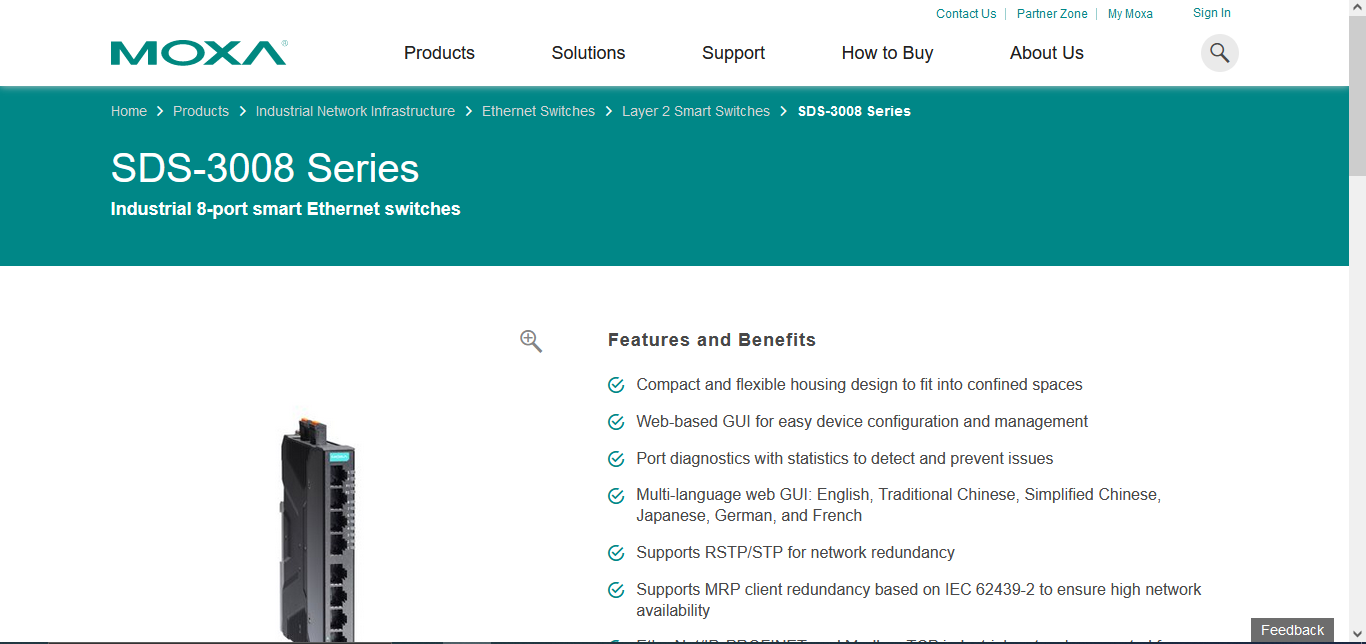 Contact Us
Partner Zone
My Moxa
Sign In
MOXA®
Products
Solutions
Support
How to Buy
About Us
Home
Products
Industrial Network Infrastructure
Ethernet Switches
Layer 2 Smart Switches
SDS-3008 Series
SDS-3008 Series
Industrial 8-port smart Ethernet switches
Features and Benefits
Compact and flexible housing design to fit into confined spaces
Web-based GUI for easy device configuration and management
Port diagnostics with statistics to detect and prevent issues
Multi-language web GUI: English, Traditional Chinese, Simplified Chinese,
Japanese, German, and French
Supports RSTP/STP for network redundancy
Supports MRP client redundancy based on IEC 62439-2 to ensure high network
availability
Feedback